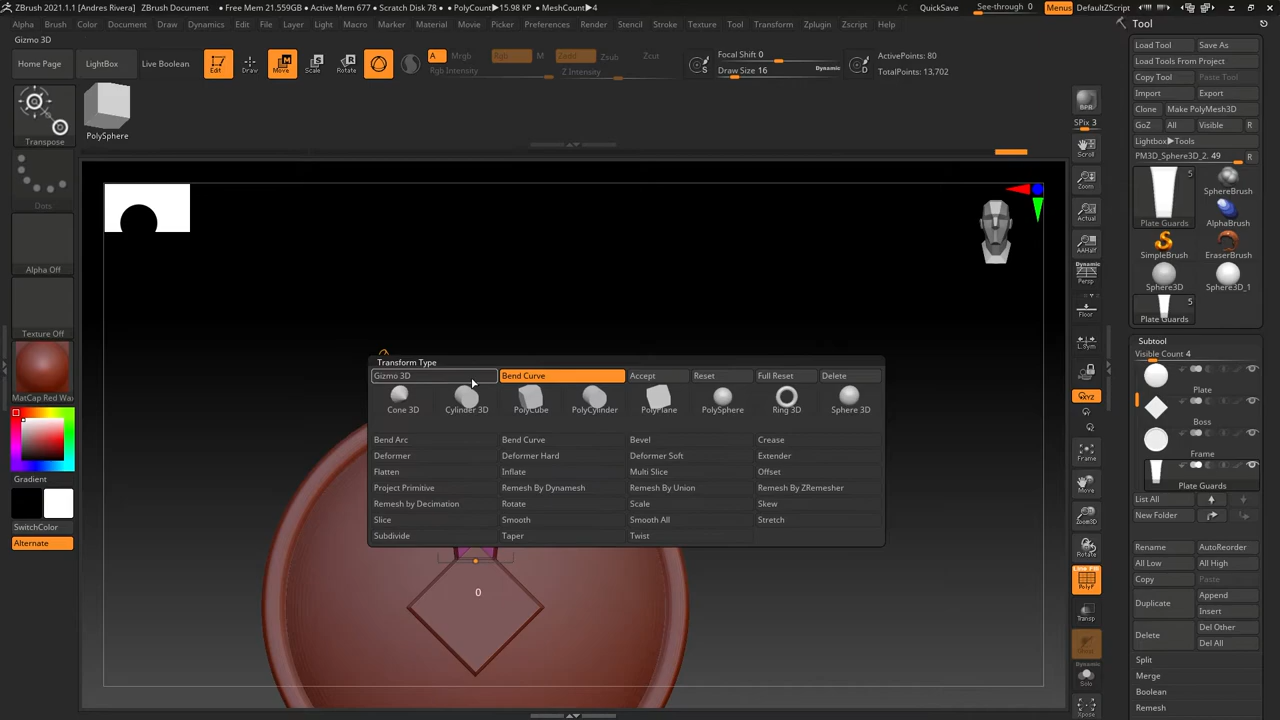 ZBrush 2021.1.1 [Andres Rivera] ZBrush Document ● Free Mem 21.559GB ● Active Mem 677 ● Scratch Disk 78 ● PolyCount▶15.98 KP ● MeshCount▶4 AC QuickSave See-through 0 Menus DefaultZScript
Alpha Brush Color Document Draw Dynamics Edit File Layer Light Macro Marker Material Movie Picker Preferences Render Stencil Stroke Texture Tool Transform Zplugin Zscript Help
Tool
Gizmo 3D
Home Page LightBox Live Boolean Edit Draw Move Scale Rotate
A Mrgb Rgb M Zadd Zsub Zcut
Rgb Intensity Z Intensity
Focal Shift 0
Draw Size 16 Dynamic
ActivePoints: 80
TotalPoints: 13,702
Load Tool Save As
Load Tools From Project
Copy Tool Paste Tool
Import Export
Clone Make PolyMesh3D
GoZ All Visible R
Lightbox▶Tools
PM3D_Sphere3D_2. 49 R
5
Plate Guards SphereBrush
AlphaBrush
SimpleBrush EraserBrush
Sphere3D Sphere3D_1
5
Plate Guards
Transpose
PolySphere
Dots
Alpha Off
Texture Off
MatCap Red Wax
SwitchColor
Alternate
Transform Type
Gizmo 3D Bend Curve Accept Reset Full Reset Delete
Cone 3D Cylinder 3D PolyCube PolyCylinder PolyPlane PolySphere Ring 3D Sphere 3D
Bend Arc Bend Curve Bevel Crease
Deformer Deformer Hard Deformer Soft Extender
Flatten Inflate Multi Slice Offset
Project Primitive Remesh By Dynamesh Remesh By Union Remesh By ZRemesher
Remesh by Decimation Rotate Scale Skew
Slice Smooth Smooth All Stretch
Subdivide Taper Twist
0
BPR
SPix 3
Scroll
Zoom
Actual
AAHalf
Dynamic
Persp
Floor
L.Sym
XYZ
Frame
Move
Zoom3D
Rotate
Line Fill
PolyF
Transp
Dynamic
Solo
Xpose
Subtool
Visible Count 4
Plate
Boss
Frame
Plate Guards
List All
New Folder
Rename AutoReorder
All Low All High
Copy Paste
Duplicate Append
Insert
Delete Del Other
Del All
Split
Merge
Boolean
Remesh